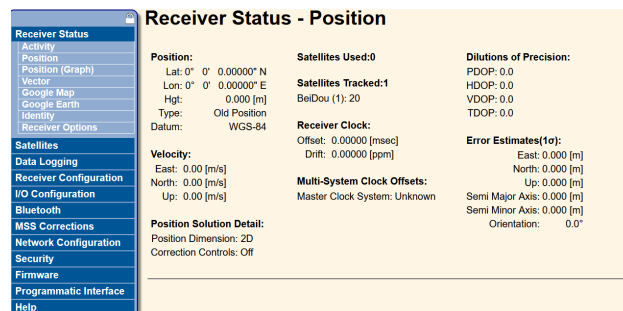 Receiver Status - Position
Receiver Status
Activity
Position
Position (Graph)
Vector
Google Map
Google Earth
Identity
Receiver Options
Satellites
Data Logging
Receiver Configuration
I/O Configuration
Bluetooth
MSS Corrections
Network Configuration
Security
Firmware
Programmatic Interface
Help
Position:
Lat: 0° 0' 0.00000" N
Lon: 0° 0' 0.00000" E
Hgt: 0.000 [m]
Type: Old Position
Datum: WGS-84
Velocity:
East: 0.00 [m/s]
North: 0.00 [m/s]
Up: 0.00 [m/s]
Position Solution Detail:
Position Dimension: 2D
Correction Controls: Off
Satellites Used:0
Satellites Tracked:1
BeiDou (1): 20
Receiver Clock:
Offset: 0.00000 [msec]
Drift: 0.00000 [ppm]
Multi-System Clock Offsets:
Master Clock System: Unknown
Dilutions of Precision:
PDOP: 0.0
HDOP: 0.0
VDOP: 0.0
TDOP: 0.0
Error Estimates(1σ):
East: 0.000 [m]
North: 0.000 [m]
Up: 0.000 [m]
Semi Major Axis: 0.000 [m]
Semi Minor Axis: 0.000 [m]
Orientation: 0.0°